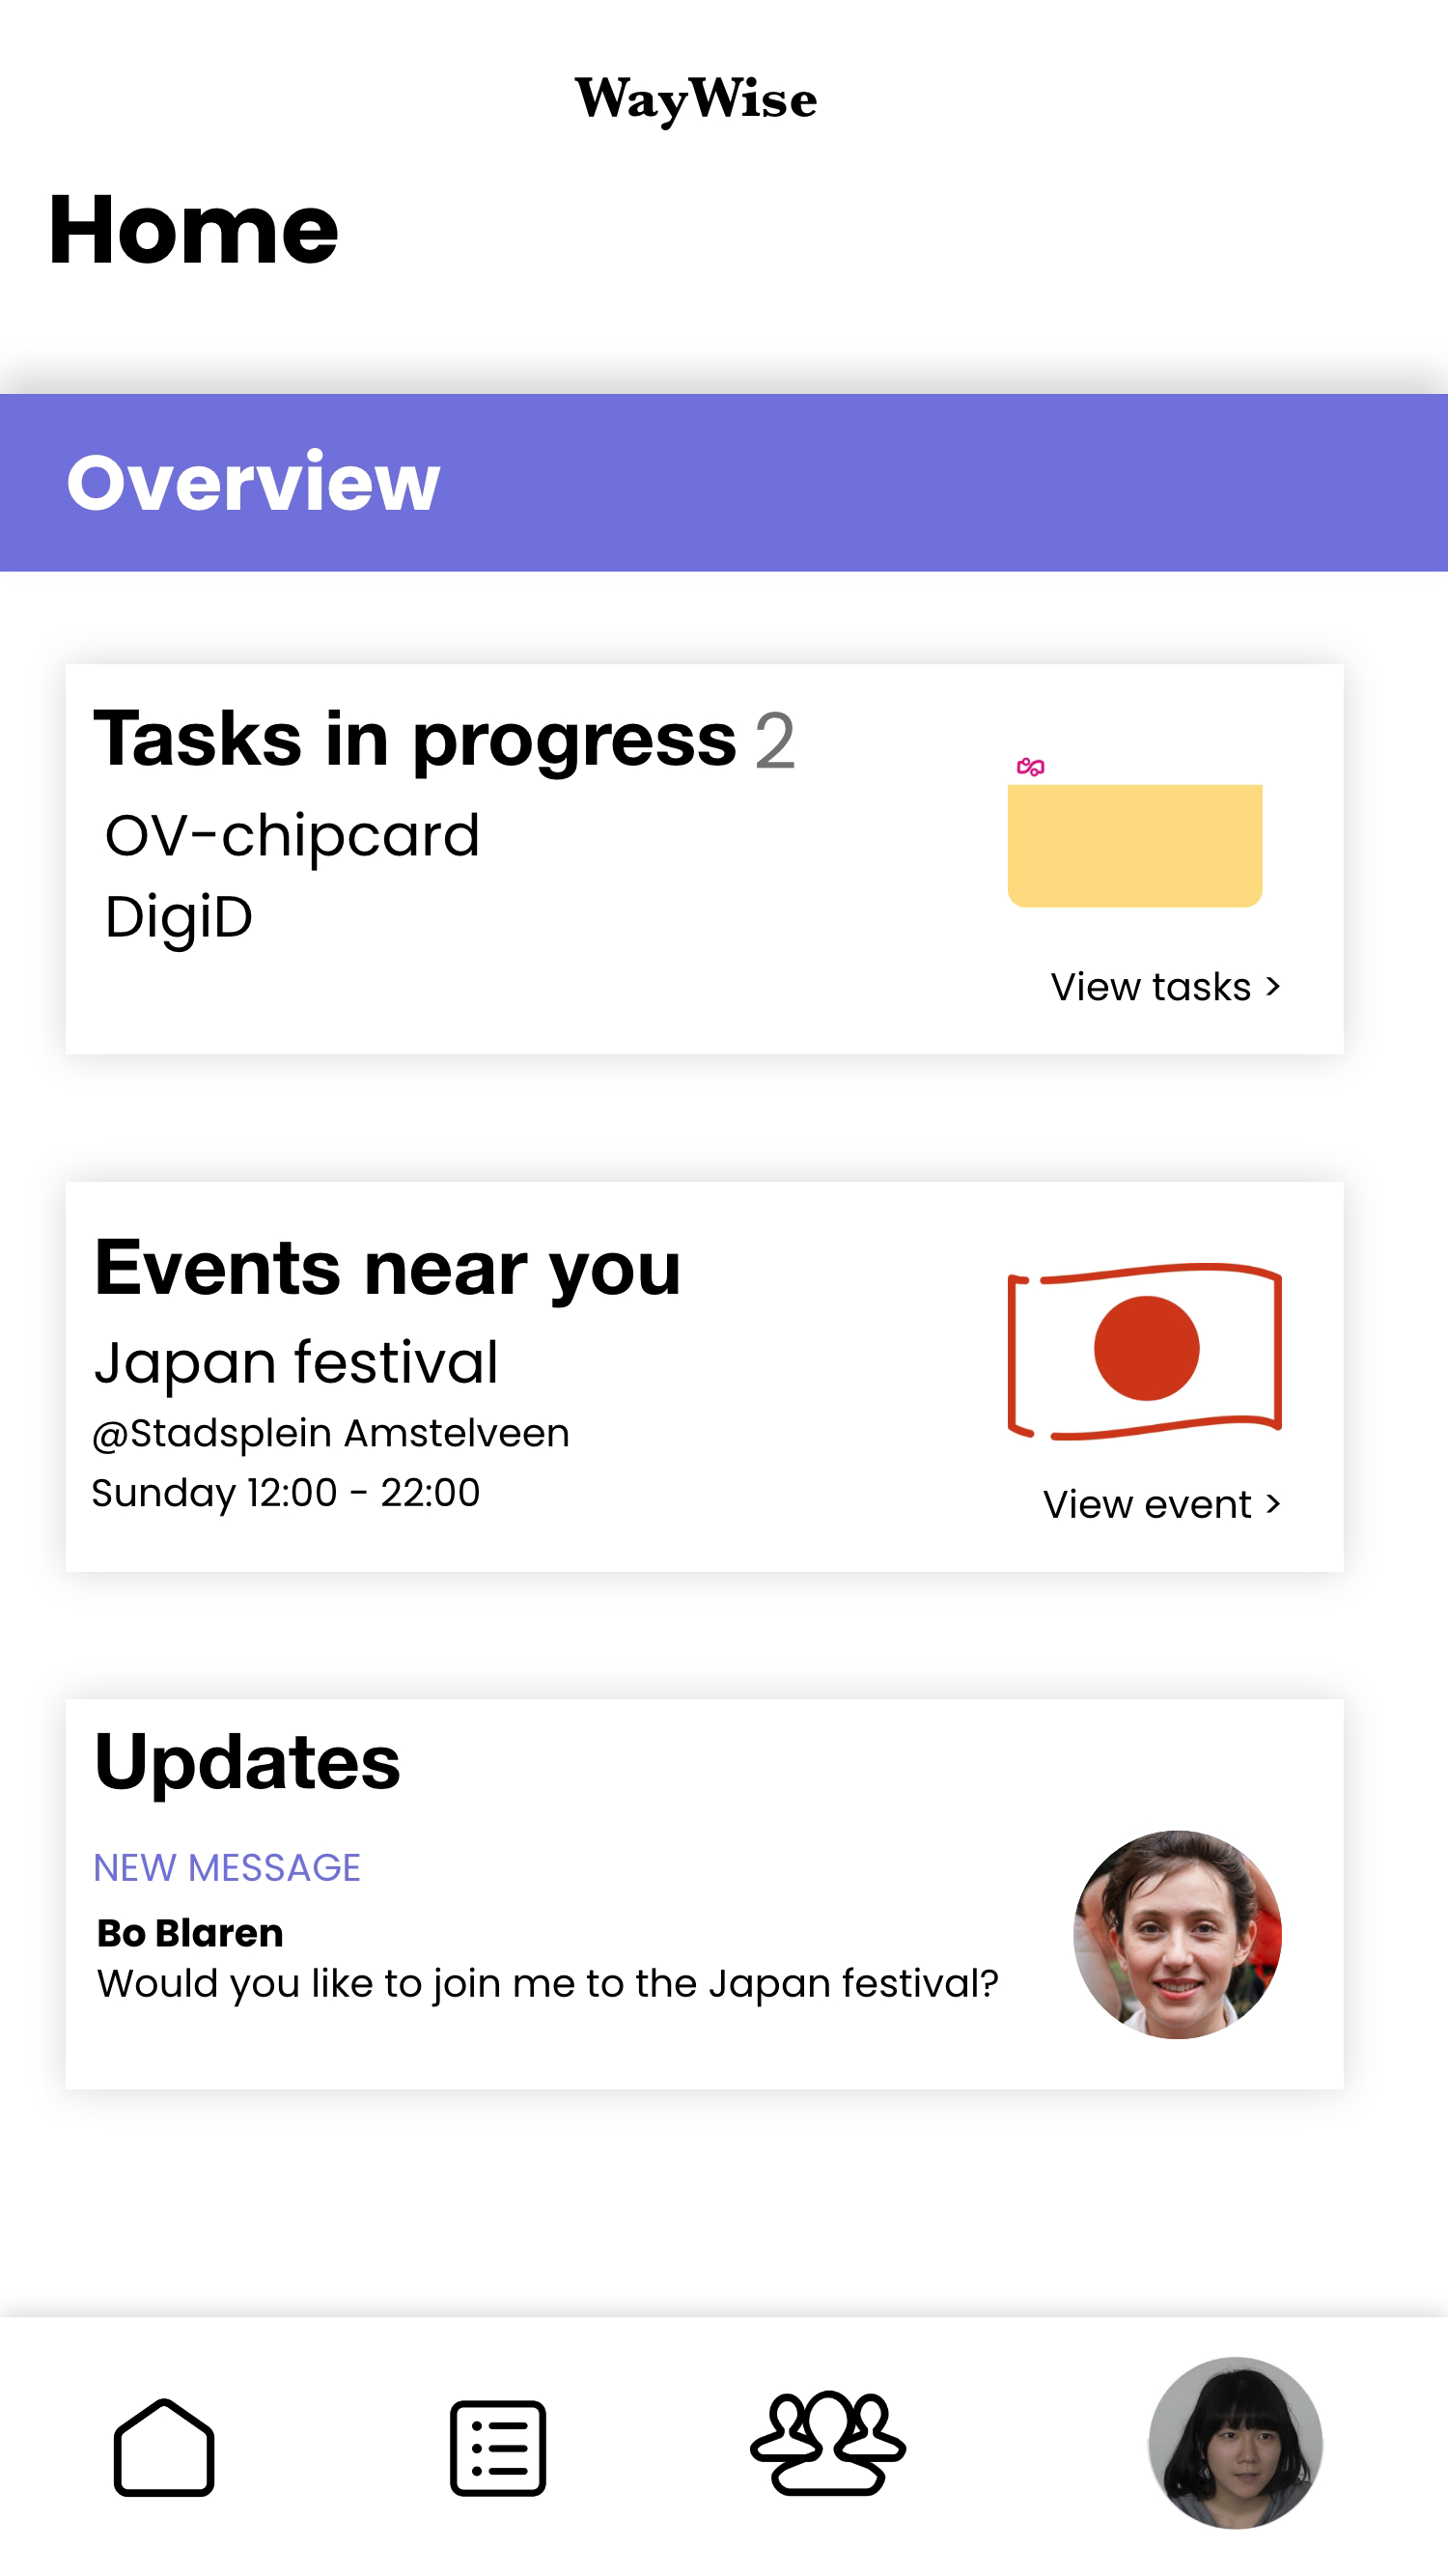 WayWise
Home
Overview
Tasks in progress 2
OV-chipcard
DigiD
View tasks >
Events near you
Japan festival
@Stadsplein Amstelveen
Sunday 12:00 - 22:00
View event >
Updates
NEW MESSAGE
Bo Blaren
Would you like to join me to the Japan festival?